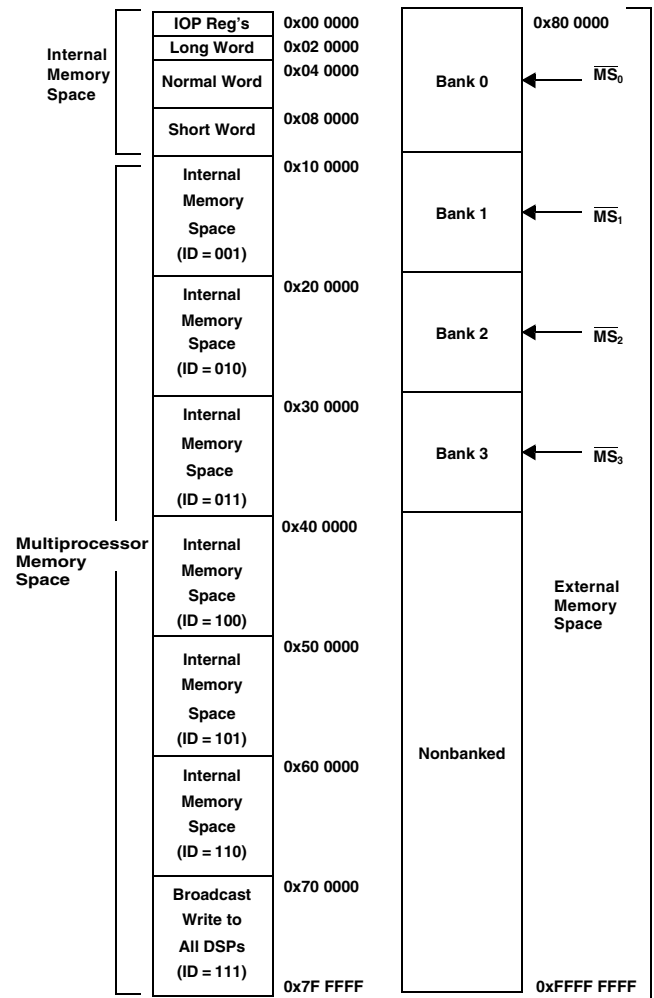 Internal
Memory
Space
IOP Reg's 0x00 0000
Long Word 0x02 0000
Normal Word 0x04 0000
Short Word 0x08 0000
Multiprocessor
Memory
Space
Internal 0x10 0000
Memory
Space
(ID = 001)
Internal 0x20 0000
Memory
Space
(ID = 010)
Internal 0x30 0000
Memory
Space
(ID = 011)
0x40 0000
Internal
Memory
Space
(ID = 100)
0x50 0000
Internal
Memory
Space
(ID = 101)
0x60 0000
Internal
Memory
Space
(ID = 110)
0x70 0000
Broadcast
Write to
All DSPs
(ID = 111)
0x7F FFFF
0x80 0000
Bank 0 MS0
Bank 1 MS1
Bank 2 MS2
Bank 3 MS3
External
Memory
Space
Nonbanked
0xFFFF FFFF